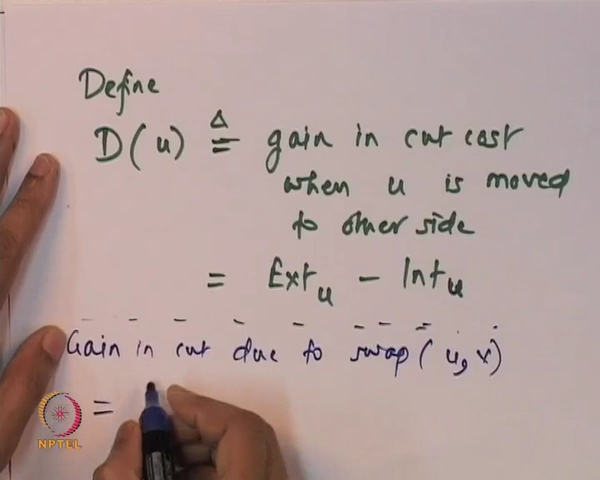 Define
D(u) ≜ gain in cut cost
when u is moved
to other side
= Ext_u - Int_u
Gain in cut due to swap(u, v)
=
NPTEL